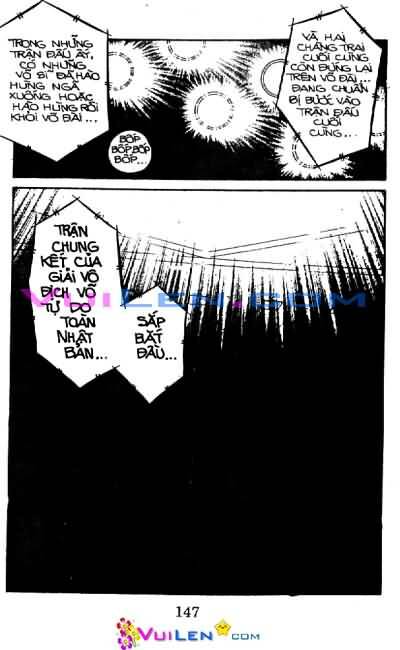 TRONG NHỮNG
TRẬN ĐẤU ẤY,
CÓ NHỮNG
VÕ SĨ ĐÃ HÀO
HỨNG NGÃ
XUỐNG HOẶC
HÀO HỨNG RỜI
KHỎI VÕ ĐÀI...
VÀ HAI
CHÀNG TRAI
CUỐI CÙNG
CÒN ĐỨNG LẠI
TRÊN VÕ ĐÀI...
ĐANG CHUẨN
BỊ BƯỚC VÀO
TRẬN ĐẤU
CUỐI
CÙNG...
BỐP
BỐP BỐP
BỐP...
TRẬN
CHUNG
KẾT CỦA
GIẢI VÔ
ĐỊCH VÕ
TỰ DO
TOÀN
NHẬT
BẢN...
SẮP
BẮT
ĐẦU...
VUILEN.COM
147
VUILEN.COM